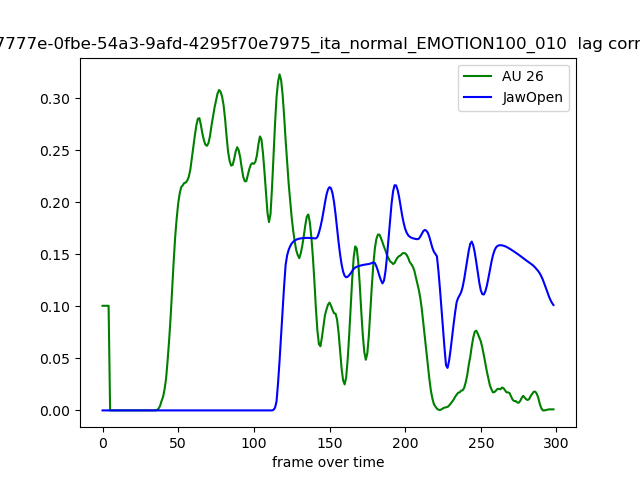 7777e-0fbe-54a3-9afd-4295f70e7975_ita_normal_EMOTION100_010 lag corr
AU 26
JawOpen
0.30
0.25
0.20
0.15
0.10
0.05
0.00
0 50 100 150 200 250 300
frame over time